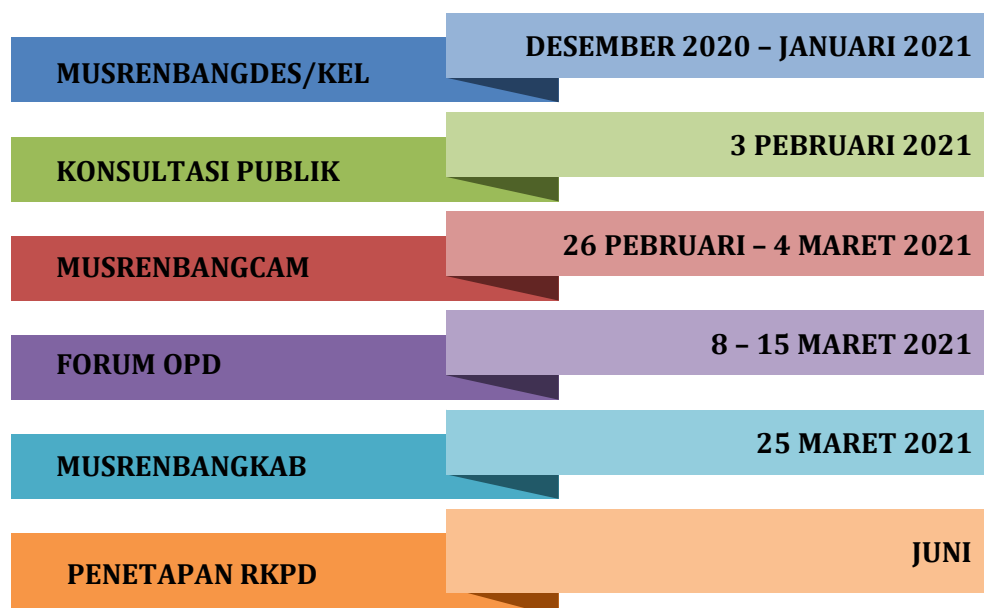 MUSRENBANGDES/KEL
DESEMBER 2020 – JANUARI 2021
KONSULTASI PUBLIK
3 PEBRUARI 2021
MUSRENBANGCAM
26 PEBRUARI – 4 MARET 2021
FORUM OPD
8 – 15 MARET 2021
MUSRENBANGKAB
25 MARET 2021
PENETAPAN RKPD
JUNI